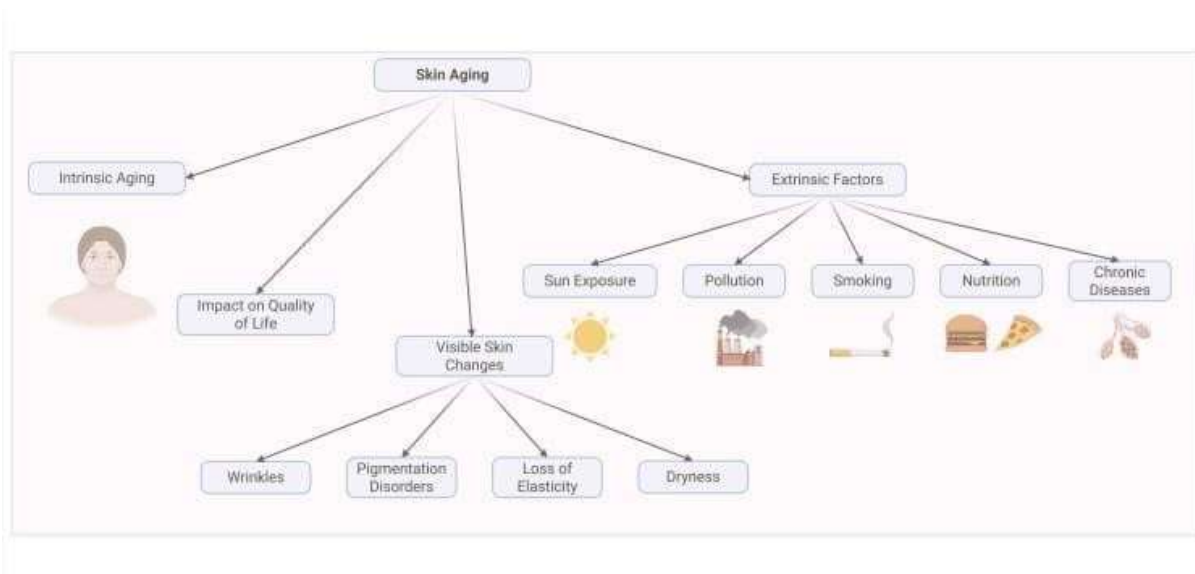 Skin Aging
Intrinsic Aging
Extrinsic Factors
Sun Exposure
Pollution
Smoking
Nutrition
Chronic
Diseases
Impact on Quality
of Life
Visible Skin
Changes
Wrinkles
Pigmentation
Disorders
Loss of
Elasticity
Dryness